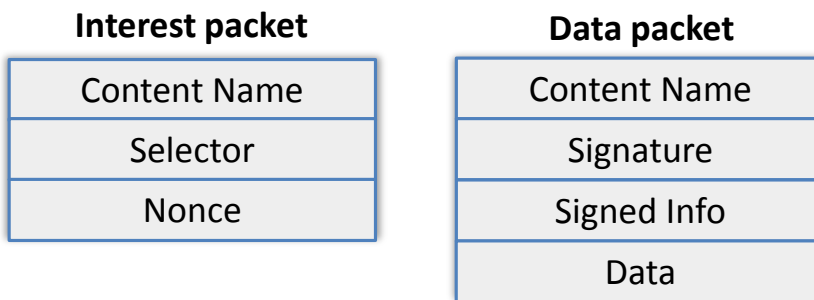 Interest packet
Content Name
Selector
Nonce
Data packet
Content Name
Signature
Signed Info
Data